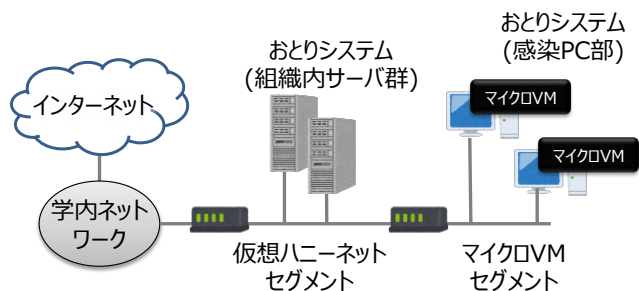 おとりシステム
(組織内サーバ群)
おとりシステム
(感染PC部)
インターネット
マイクロVM
マイクロVM
学内ネット
ワーク
仮想ハニーネット
セグメント
マイクロVM
セグメント